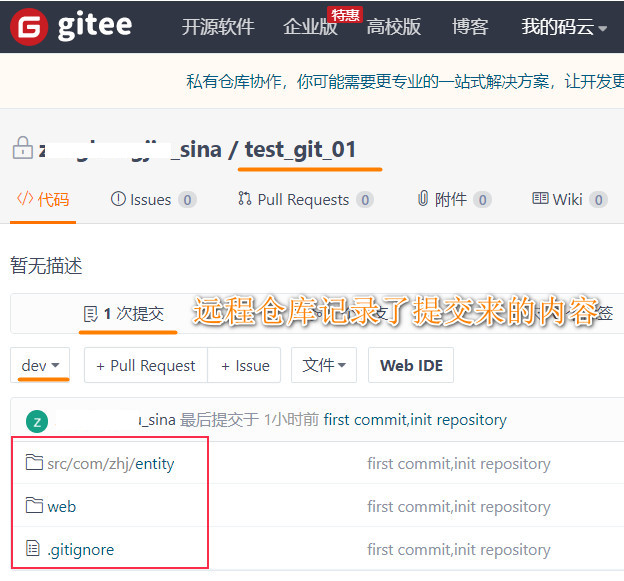 gitee 开源软件 企业版 特惠 高校版 博客 我的码云
私有仓库协作，你可能需要更专业的一站式解决方案，让开发更
_sina / test_git_01
代码 Issues 0 Pull Requests 0 附件 0 Wiki 0
暂无描述
1 次提交 远程仓库记录了提交来的内容
dev + Pull Request + Issue 文件 Web IDE
z _sina 最后提交于 1小时前 first commit,init repository
src/com/zhj/entity first commit,init repository
web first commit,init repository
.gitignore first commit,init repository